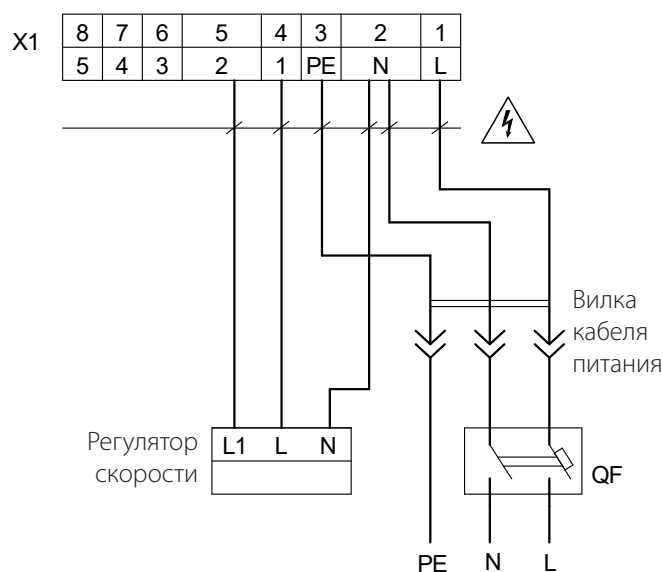 X1
8 7 6 5 4 3 2 1
5 4 3 2 1 PE N L
Вилка
кабеля
питания
Регулятор
скорости
L1 L N
QF
PE N L